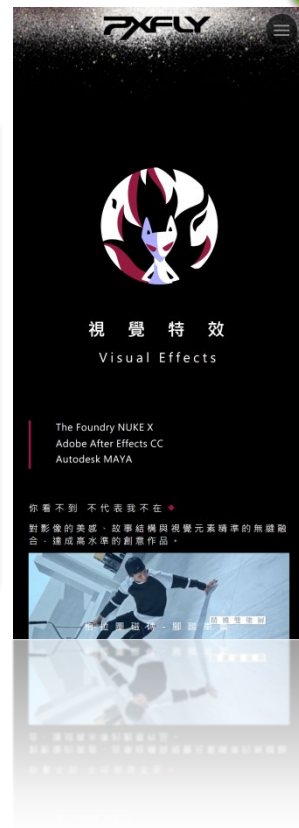 PXFLY
視覺特效
Visual Effects
The Foundry NUKE X
Adobe After Effects CC
Autodesk MAYA
你看不到 不代表我不在
對影像的美感、故事結構與視覺元素精準的無縫融
合，達成高水準的創意作品。